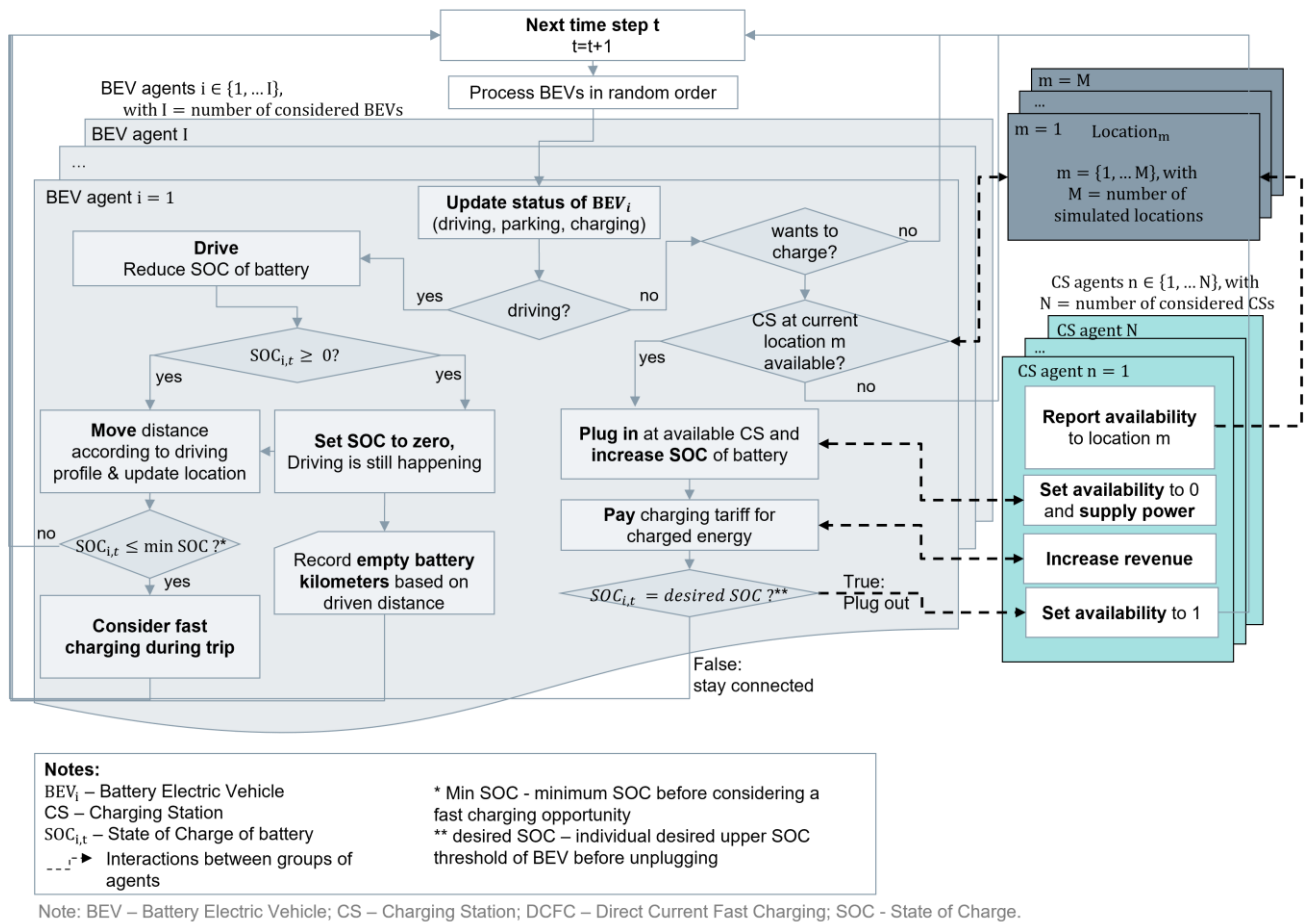 Next time step t
t=t+1
Process BEVs in random order
BEV agents i ∈ {1, … I},
with I = number of considered BEVs
BEV agent I
...
BEV agent i = 1
Update status of BEVi
(driving, parking, charging)
Drive
Reduce SOC of battery
yes
driving?
no
wants to
charge?
no
CS at current
location m
available?
yes
no
SOCi,t ≥ 0?
yes
yes
Move distance
according to driving
profile & update location
Set SOC to zero,
Driving is still happening
Plug in at available CS and
increase SOC of battery
no
SOCi,t ≤ min SOC ?*
yes
Record empty battery
kilometers based on
driven distance
Pay charging tariff for
charged energy
SOCi,t = desired SOC ?**
True:
Plug out
Consider fast
charging during trip
False:
stay connected
m = M
...
m = 1
Locationm
m = {1, … M}, with
M = number of
simulated locations
CS agents n ∈ {1, … N}, with
N = number of considered CSs
CS agent N
...
CS agent n = 1
Report availability
to location m
Set availability to 0
and supply power
Increase revenue
Set availability to 1
Notes:
BEVi – Battery Electric Vehicle
CS – Charging Station
SOCi,t – State of Charge of battery
Interactions between groups of
agents
* Min SOC - minimum SOC before considering a
fast charging opportunity
** desired SOC – individual desired upper SOC
threshold of BEV before unplugging
Note: BEV – Battery Electric Vehicle; CS – Charging Station; DCFC – Direct Current Fast Charging; SOC - State of Charge.